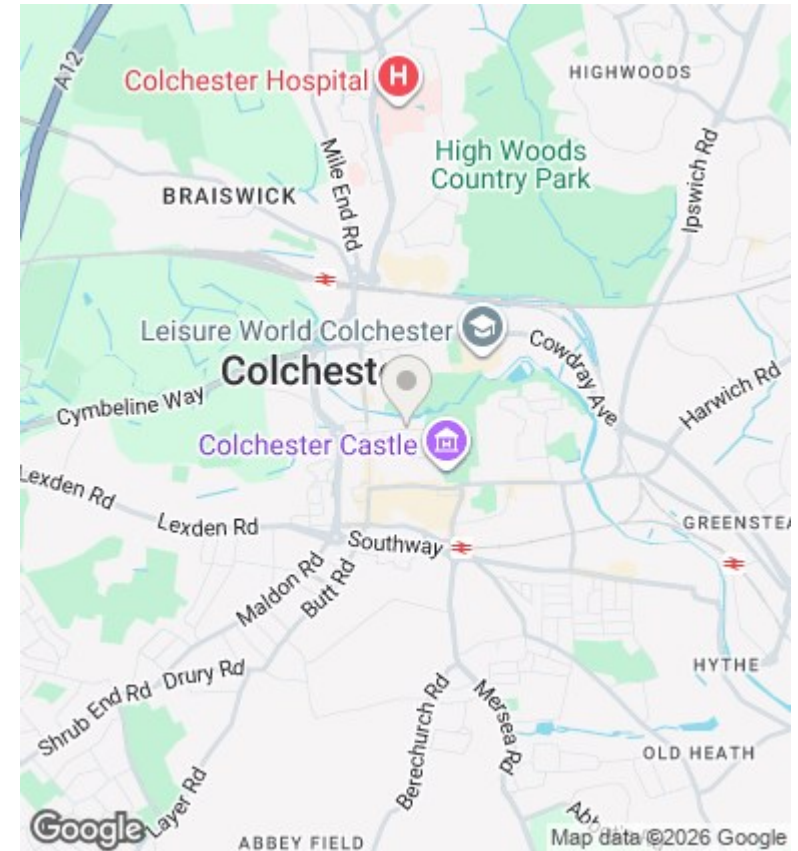 A12
Colchester Hospital
H
HIGHWOODS
Mile End Rd
High Woods
Country Park
Ipswich Rd
BRAISWICK
Leisure World Colchester
Cowdray Ave
Colchest
Cymbeline Way
Harwich Rd
Colchester Castle
Lexden Rd
Lexden Rd
Southway
GREENSTEA
Maldon Rd
Butt Rd
Drury Rd
Shrub End Rd
HYTHE
Berechurch Rd
Mersea Rd
Layer Rd
OLD HEATH
Google
ABBEY FIELD
Map data ©2026 Google